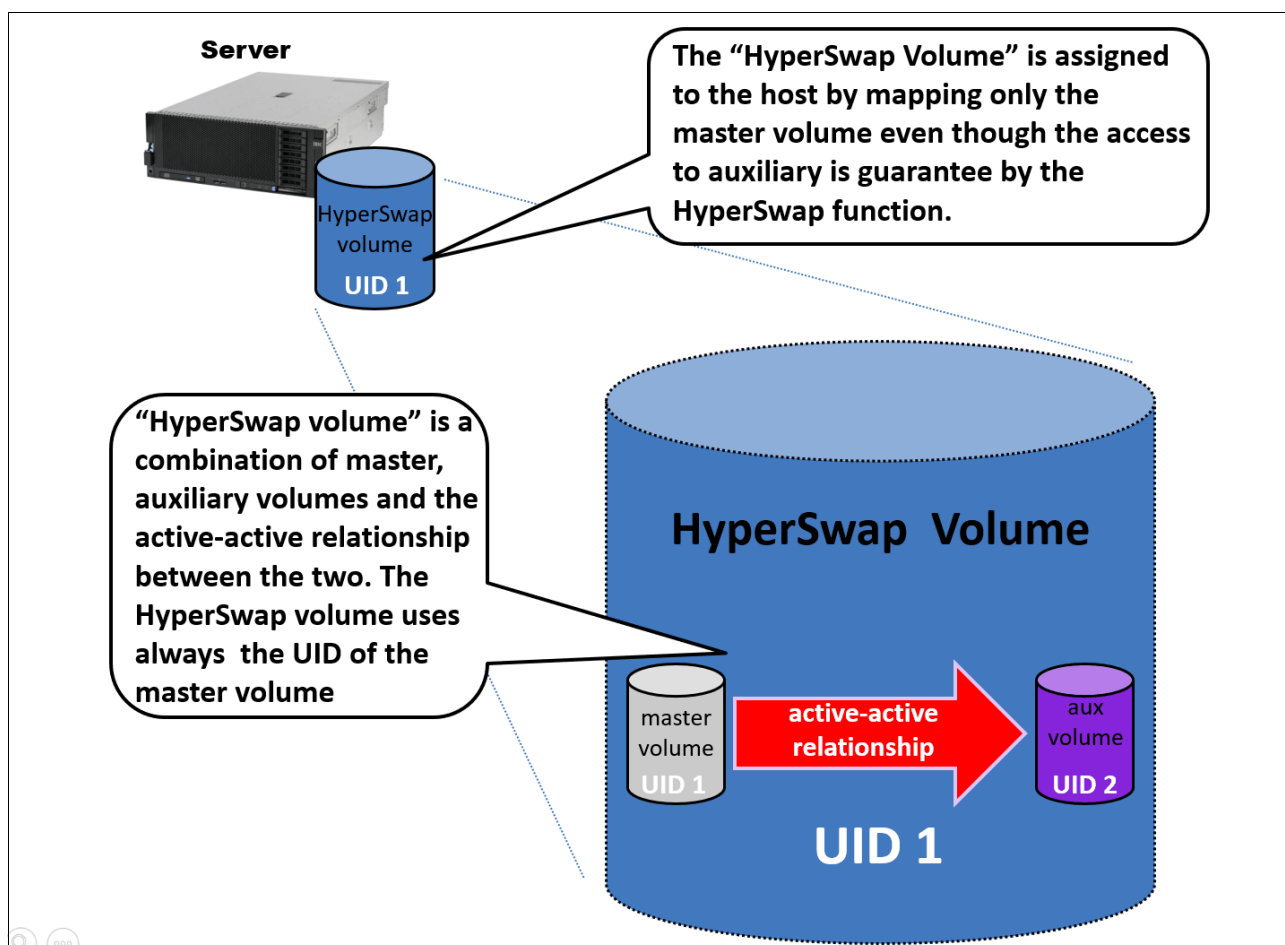 Server
The “HyperSwap Volume” is assigned
to the host by mapping only the
master volume even though the access
to auxiliary is guarantee by the
HyperSwap function.
HyperSwap
volume
UID 1
“HyperSwap volume” is a
combination of master,
auxiliary volumes and the
active-active relationship
between the two. The
HyperSwap volume uses
always the UID of the
master volume
HyperSwap Volume
master
volume
UID 1
active-active
relationship
aux
volume
UID 2
UID 1